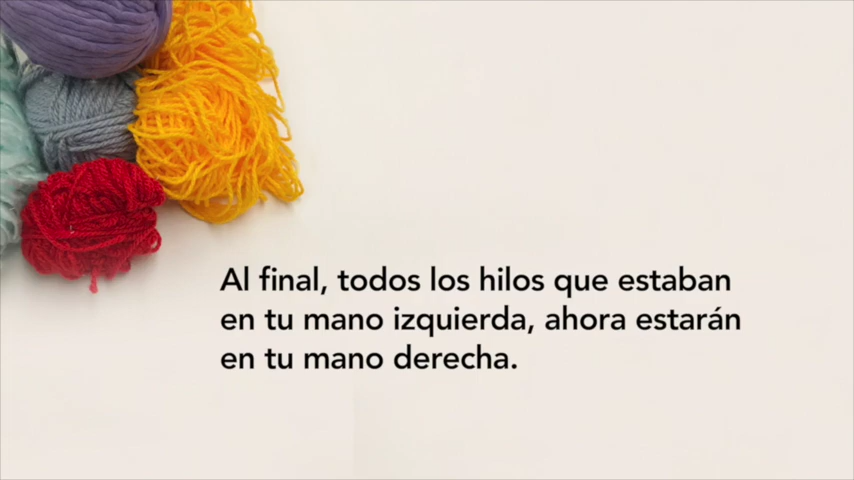 Al final, todos los hilos que estaban
en tu mano izquierda, ahora estarán
en tu mano derecha.